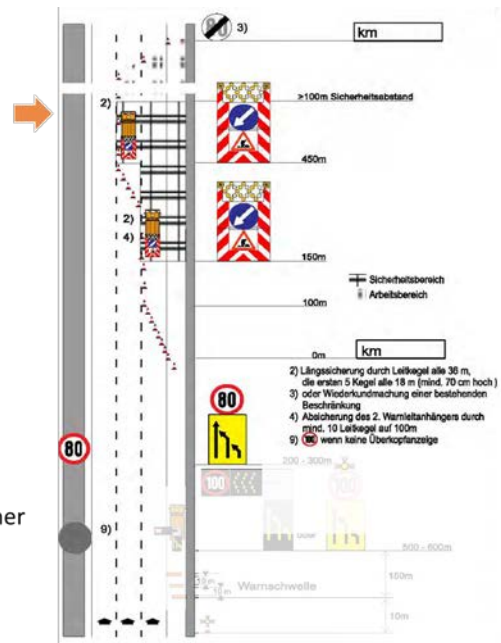 3)
km
2)
>100m Sicherheitsabstand
450m
2)
4)
150m
Sicherheitsbereich
Arbeitsbereich
100m
km
0m
2) Längssicherung durch Leitkegel alle 36 m,
die ersten 5 Kegel alle 18 m (mind. 70 cm hoch)
3) oder Wiederkundmachung einer bestehenden
Beschränkung
4) Absicherung des 2. Warnleitanhängers durch
mind. 10 Leitkegel auf 100m
9) 100 wenn keine Überkopfanzeige
80
80
200 - 300m
100
100
ner
9)
500 - 600m
Warnschwelle
150m
10m